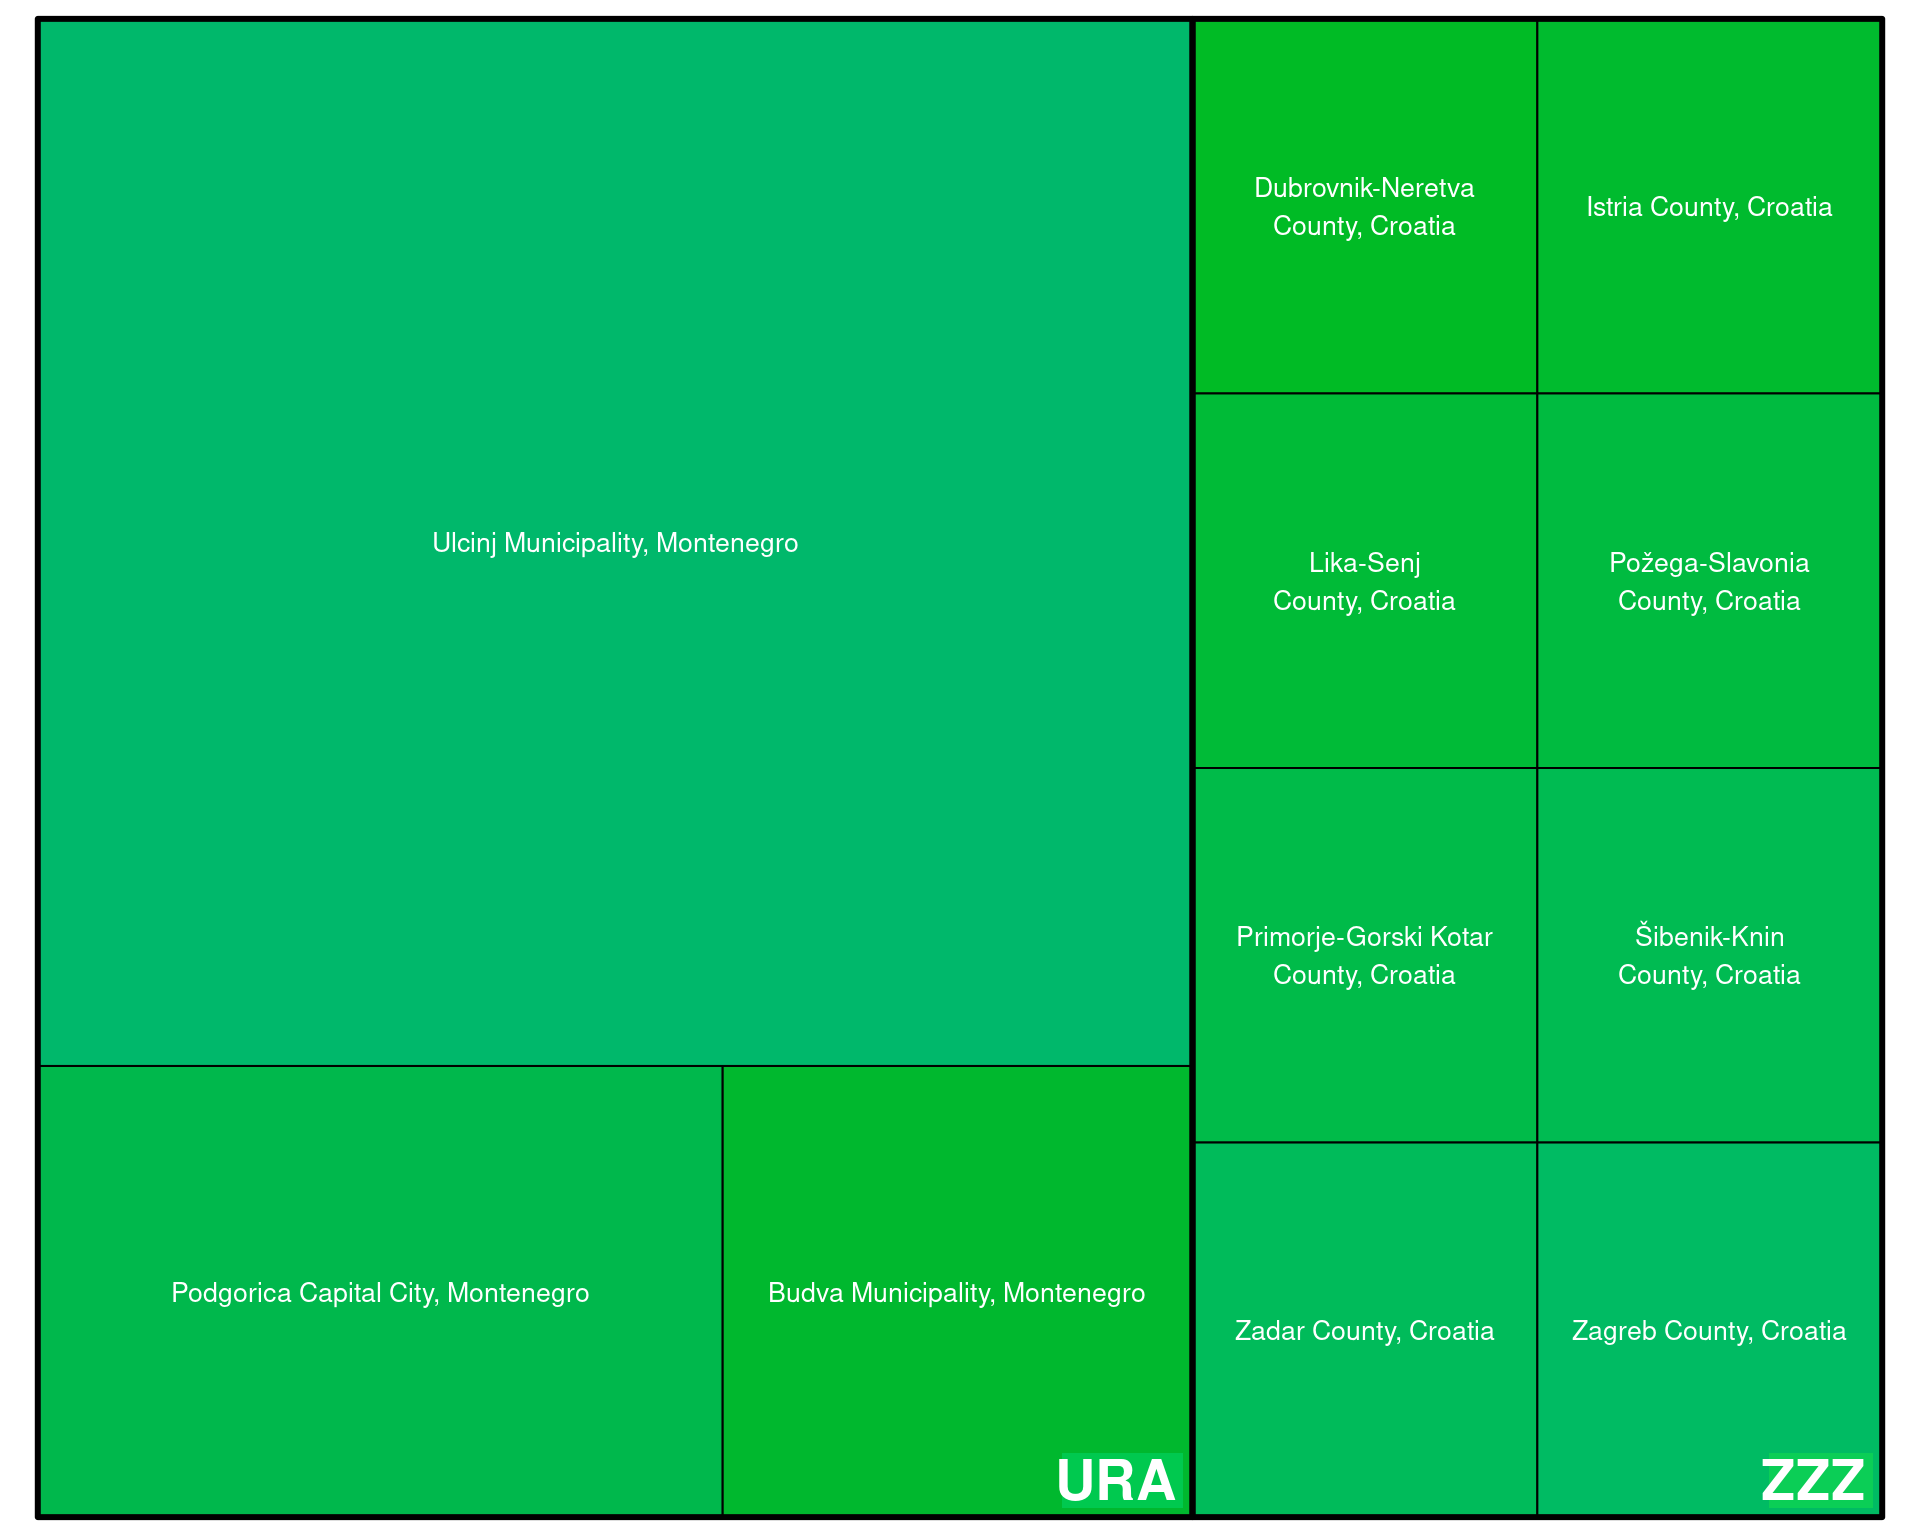 Ulcinj Municipality, Montenegro
Podgorica Capital City, Montenegro
Budva Municipality, Montenegro
URA
Dubrovnik-Neretva
County, Croatia
Istria County, Croatia
Lika-Senj
County, Croatia
Požega-Slavonia
County, Croatia
Primorje-Gorski Kotar
County, Croatia
Šibenik-Knin
County, Croatia
Zadar County, Croatia
Zagreb County, Croatia
ZZZ